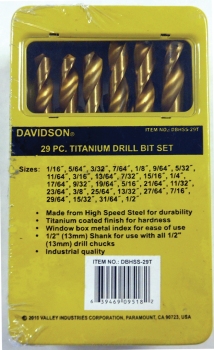 DAVIDSON®
ITEM NO.: DBHSS-29T
29 PC. TITANIUM DRILL BIT SET
Sizes:
1/16", 5/64", 3/32", 7/64", 1/8", 9/64", 5/32",
11/64", 3/16", 13/64", 7/32", 15/16", 1/4",
17/64", 9/32", 19/64", 5/16", 21/64", 11/32",
23/64", 3/8", 25/64", 13/32", 27/64", 7/16",
29/64", 15/32", 31/64", 1/2"
• Made from High Speed Steel for durability
• Titanium coated finish for hardness
• Window box metal index for ease of use
• 1/2" (13mm) Shank for use with all 1/2"
(13mm) drill chucks
• Industrial quality
ITEM NO.: DBHSS-29T
6 39469 09518 2
© 2015 VALLEY INDUSTRIES CORPORATION, PARAMOUNT, CA 90723, USA